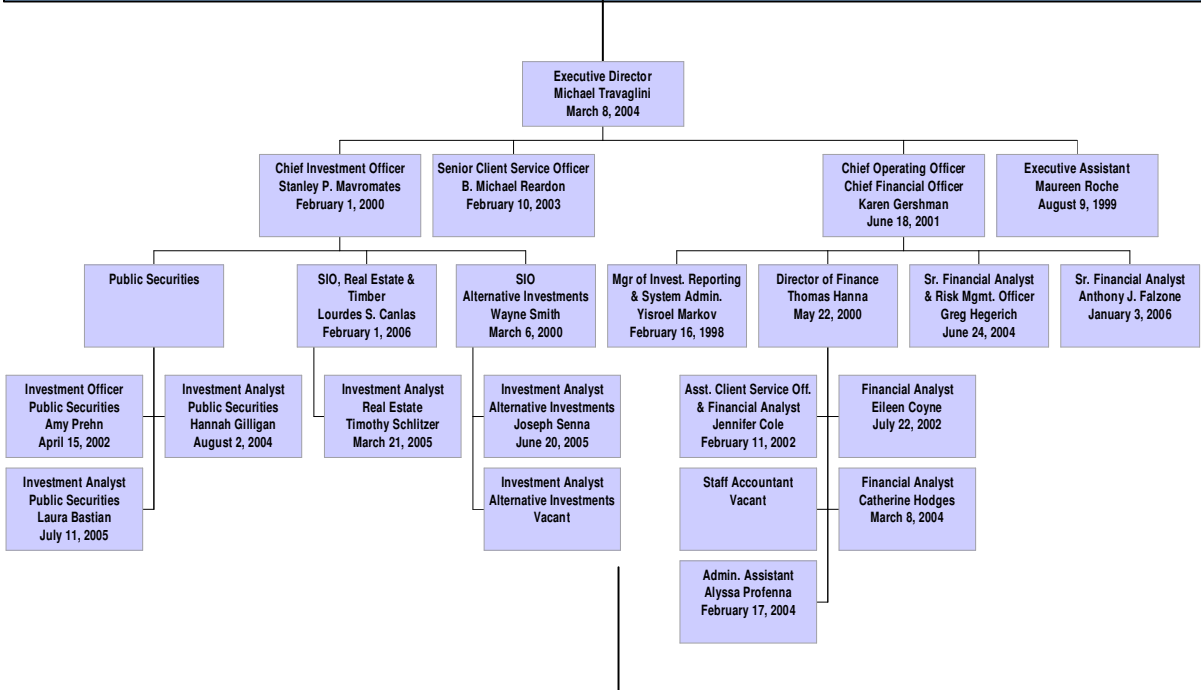 Executive Director
Michael Travaglini
March 8, 2004
Chief Investment Officer
Stanley P. Mavromates
February 1, 2000
Senior Client Service Officer
B. Michael Reardon
February 10, 2003
Chief Operating Officer
Chief Financial Officer
Karen Gershman
June 18, 2001
Executive Assistant
Maureen Roche
August 9, 1999
Public Securities
SIO, Real Estate &
Timber
Lourdes S. Canlas
February 1, 2006
SIO
Alternative Investments
Wayne Smith
March 6, 2000
Mgr of Invest. Reporting
& System Admin.
Yisroel Markov
February 16, 1998
Director of Finance
Thomas Hanna
May 22, 2000
Sr. Financial Analyst
& Risk Mgmt. Officer
Greg Hegerich
June 24, 2004
Sr. Financial Analyst
Anthony J. Falzone
January 3, 2006
Investment Officer
Public Securities
Amy Prehn
April 15, 2002
Investment Analyst
Public Securities
Hannah Gilligan
August 2, 2004
Investment Analyst
Real Estate
Timothy Schlitzer
March 21, 2005
Investment Analyst
Alternative Investments
Joseph Senna
June 20, 2005
Asst. Client Service Off.
& Financial Analyst
Jennifer Cole
February 11, 2002
Financial Analyst
Eileen Coyne
July 22, 2002
Investment Analyst
Public Securities
Laura Bastian
July 11, 2005
Investment Analyst
Alternative Investments
Vacant
Staff Accountant
Vacant
Financial Analyst
Catherine Hodges
March 8, 2004
Admin. Assistant
Alyssa Profenna
February 17, 2004